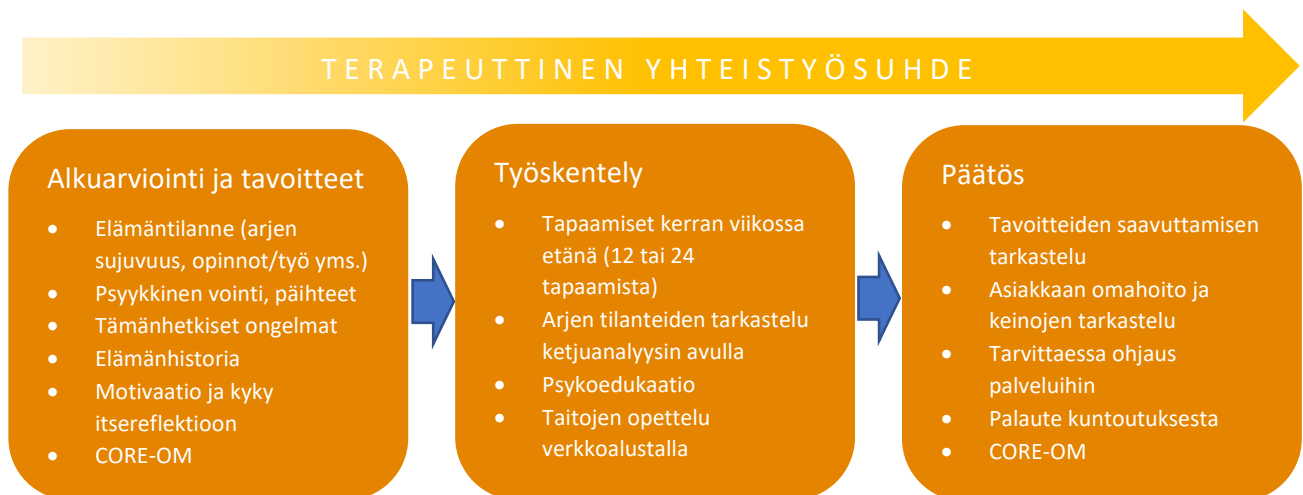 TERAPEUTTINEN YHTEISTYÖSUHDE
Alkuarviointi ja tavoitteet
• Elämäntilanne (arjen
sujuvuus, opinnot/työ yms.)
• Psyykkinen vointi, päihteet
• Tämänhetkiset ongelmat
• Elämänhistoria
• Motivaatio ja kyky
itsereflektioon
• CORE-OM
Työskentely
• Tapaamiset kerran viikossa
etänä (12 tai 24
tapaamista)
• Arjen tilanteiden tarkastelu
ketjuanalyysin avulla
• Psykoedukaatio
• Taitojen opettelu
verkkoalustalla
Päätös
• Tavoitteiden saavuttamisen
tarkastelu
• Asiakkaan omahoito ja
keinojen tarkastelu
• Tarvittaessa ohjaus
palveluihin
• Palaute kuntoutuksesta
• CORE-OM